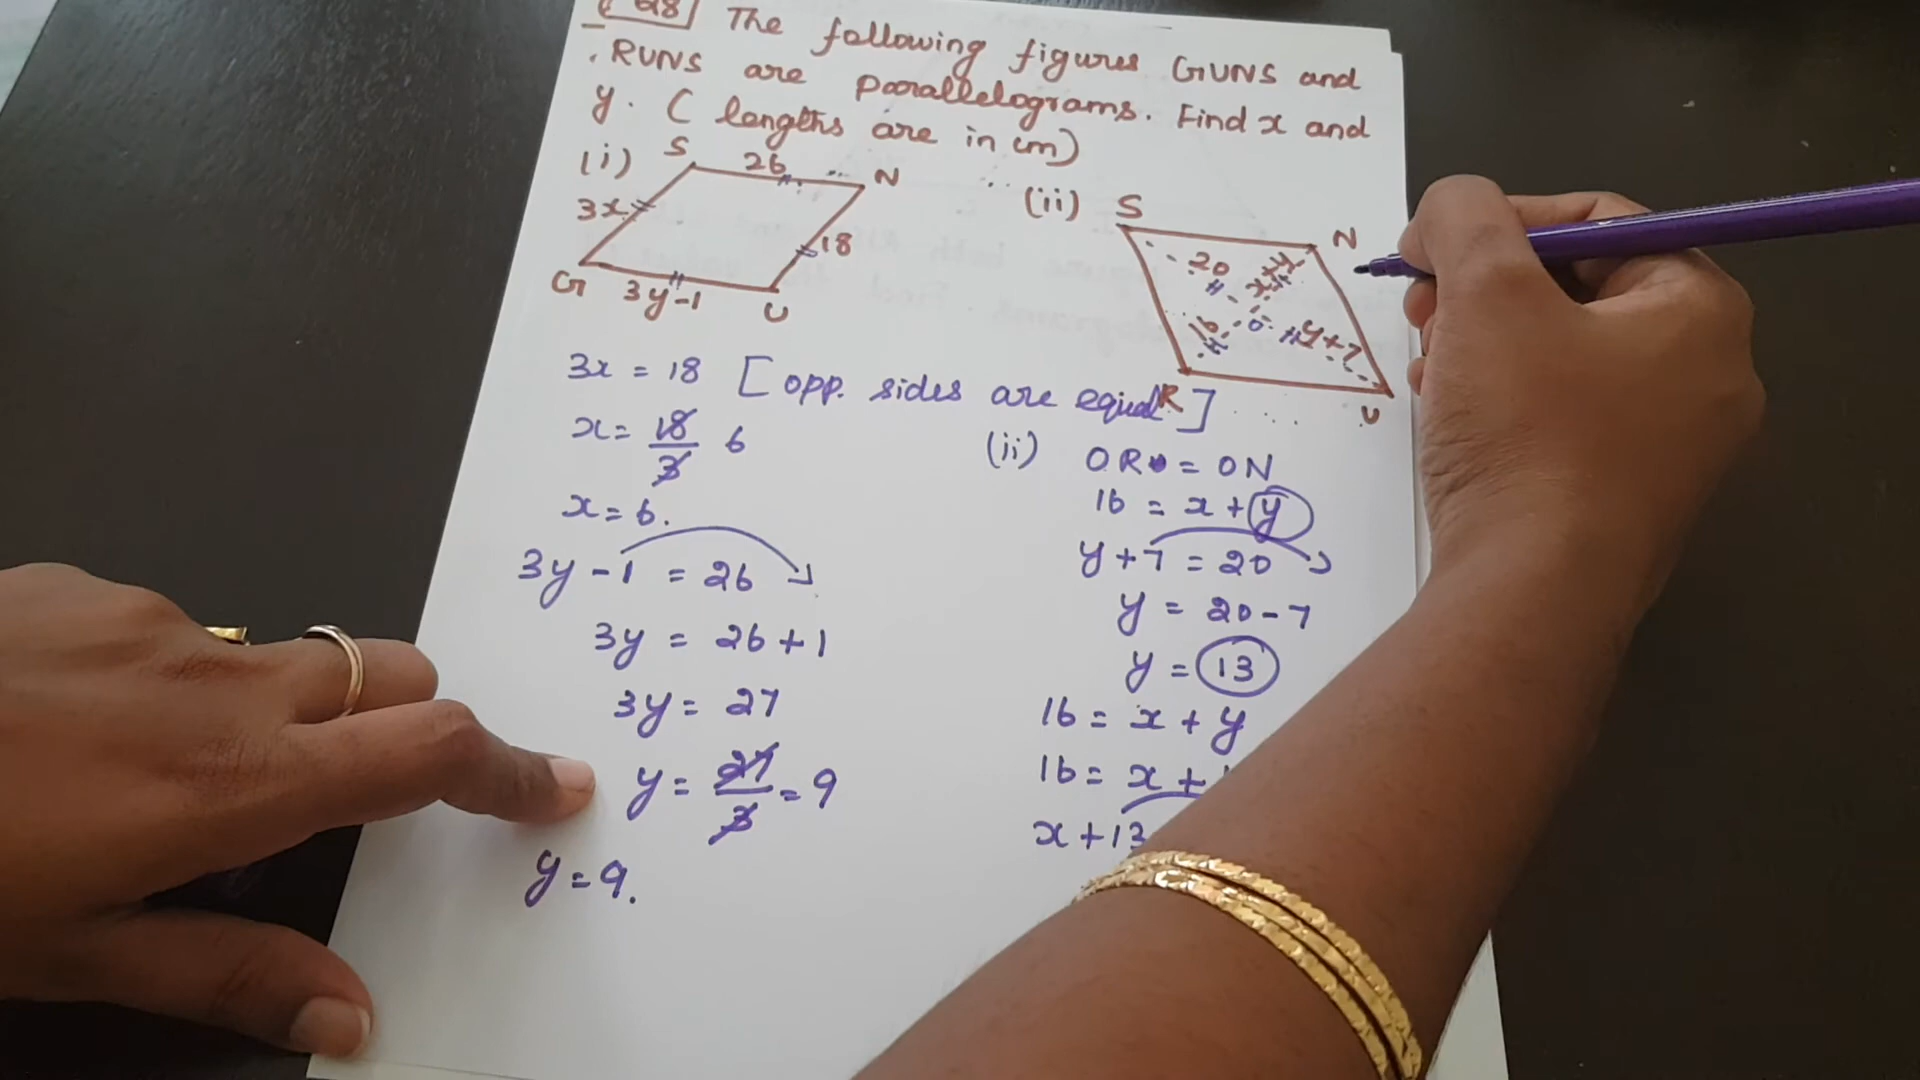 28
The following figures GUNS and
RUNS are parallelograms. Find x and
y. (lengths are in cm)
(i) S 26 N
3x 18
G 3y-1 U
(ii) S N
20 x+y
O
16 y+7
R U
3x = 18 [opp. sides are equal]
x = 18/3 6
x = 6.
3y - 1 = 26
3y = 26 + 1
3y = 27
y = 27/3 = 9
y = 9.
(ii) OR = ON
16 = x + y
y + 7 = 20
y = 20 - 7
y = 13
16 = x + y
16 = x +
x + 13